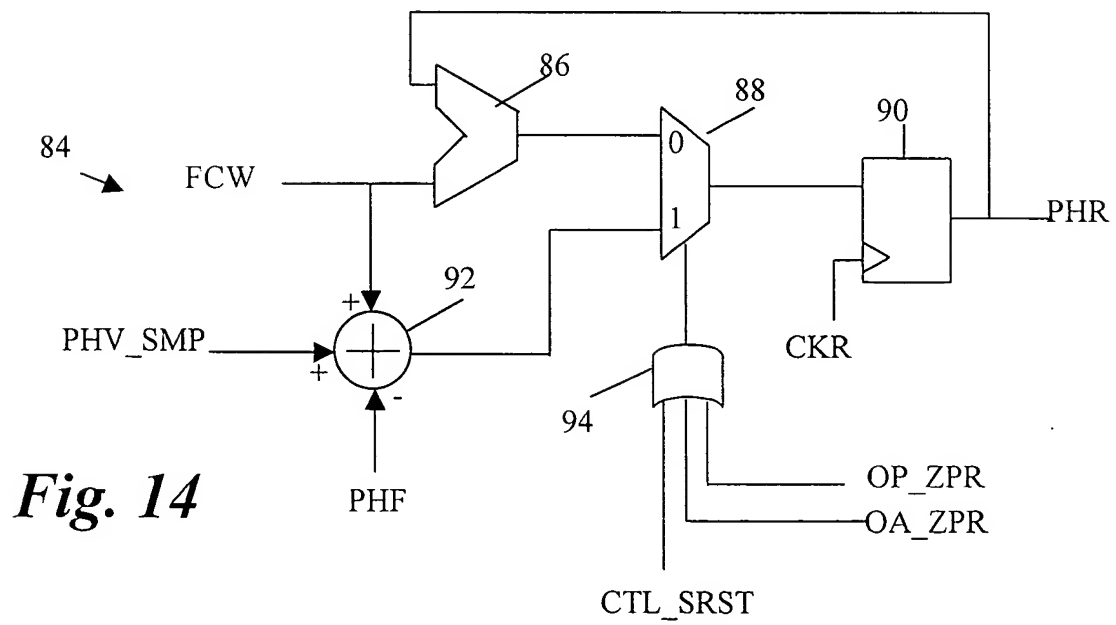 86
88
90
84
FCW
0
1
PHR
92
+
PHV_SMP
+
-
CKR
94
Fig. 14
PHF
OP_ZPR
OA_ZPR
CTL_SRST